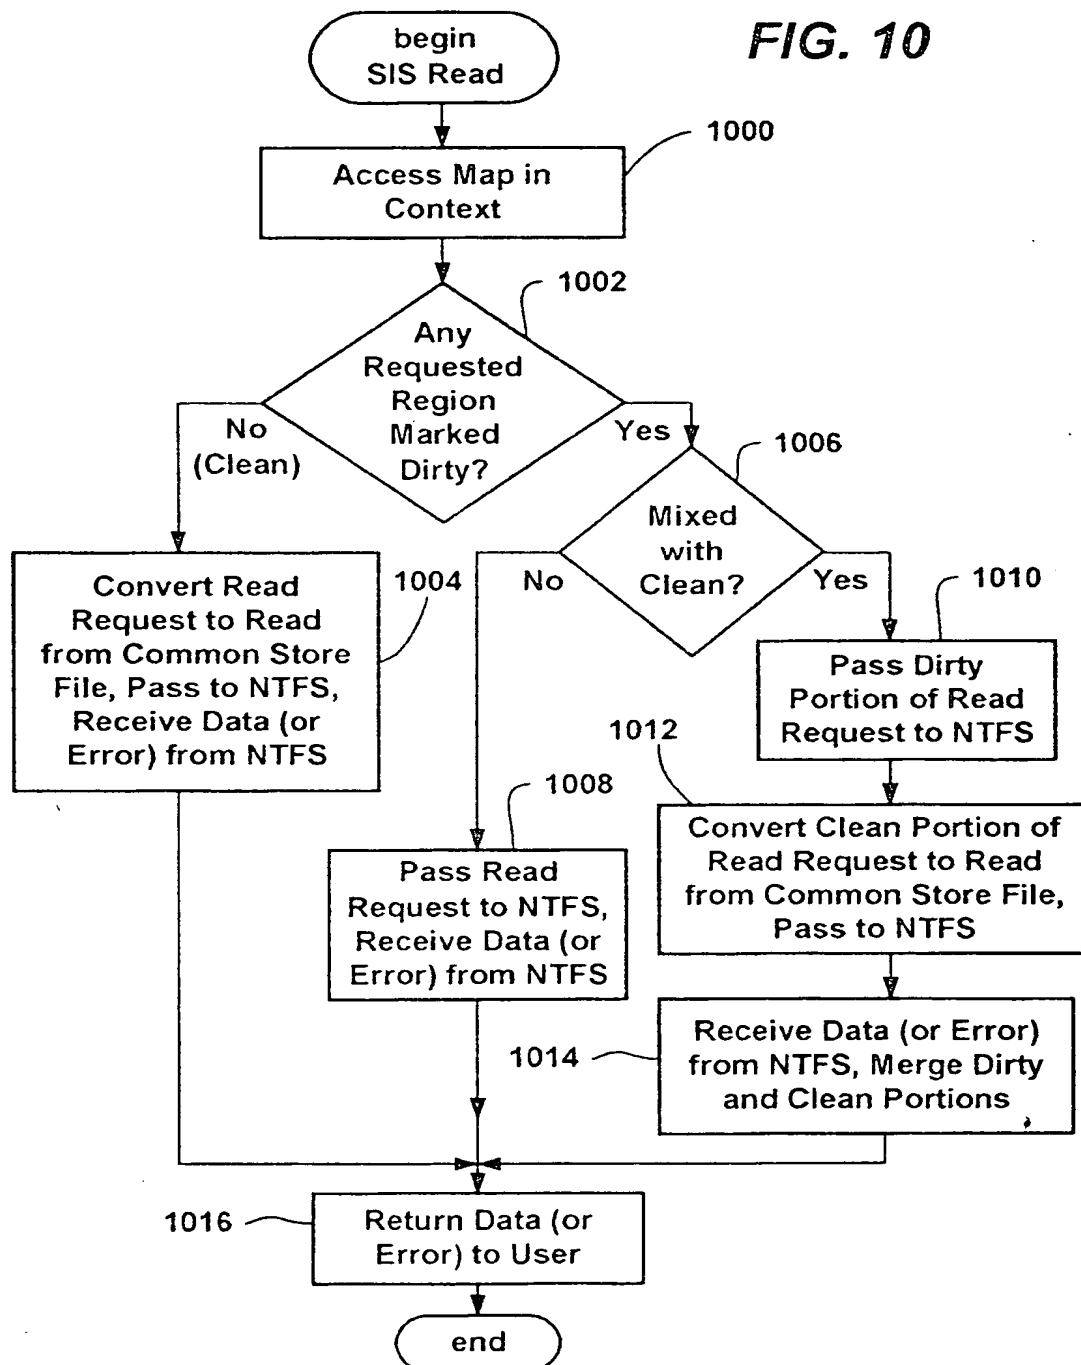 FIG. 10
begin
SIS Read
1000
Access Map in
Context
1002
Any
Requested
Region
Marked
Dirty?
No
(Clean)
Yes
1006
Mixed
with
Clean?
No
Yes
1004
Convert Read
Request to Read
from Common Store
File, Pass to NTFS,
Receive Data (or
Error) from NTFS
1010
Pass Dirty
Portion of Read
Request to NTFS
1012
Convert Clean Portion of
Read Request to Read
from Common Store File,
Pass to NTFS
1008
Pass Read
Request to NTFS,
Receive Data (or
Error) from NTFS
1014
Receive Data (or Error)
from NTFS, Merge Dirty
and Clean Portions
1016
Return Data (or
Error) to User
end